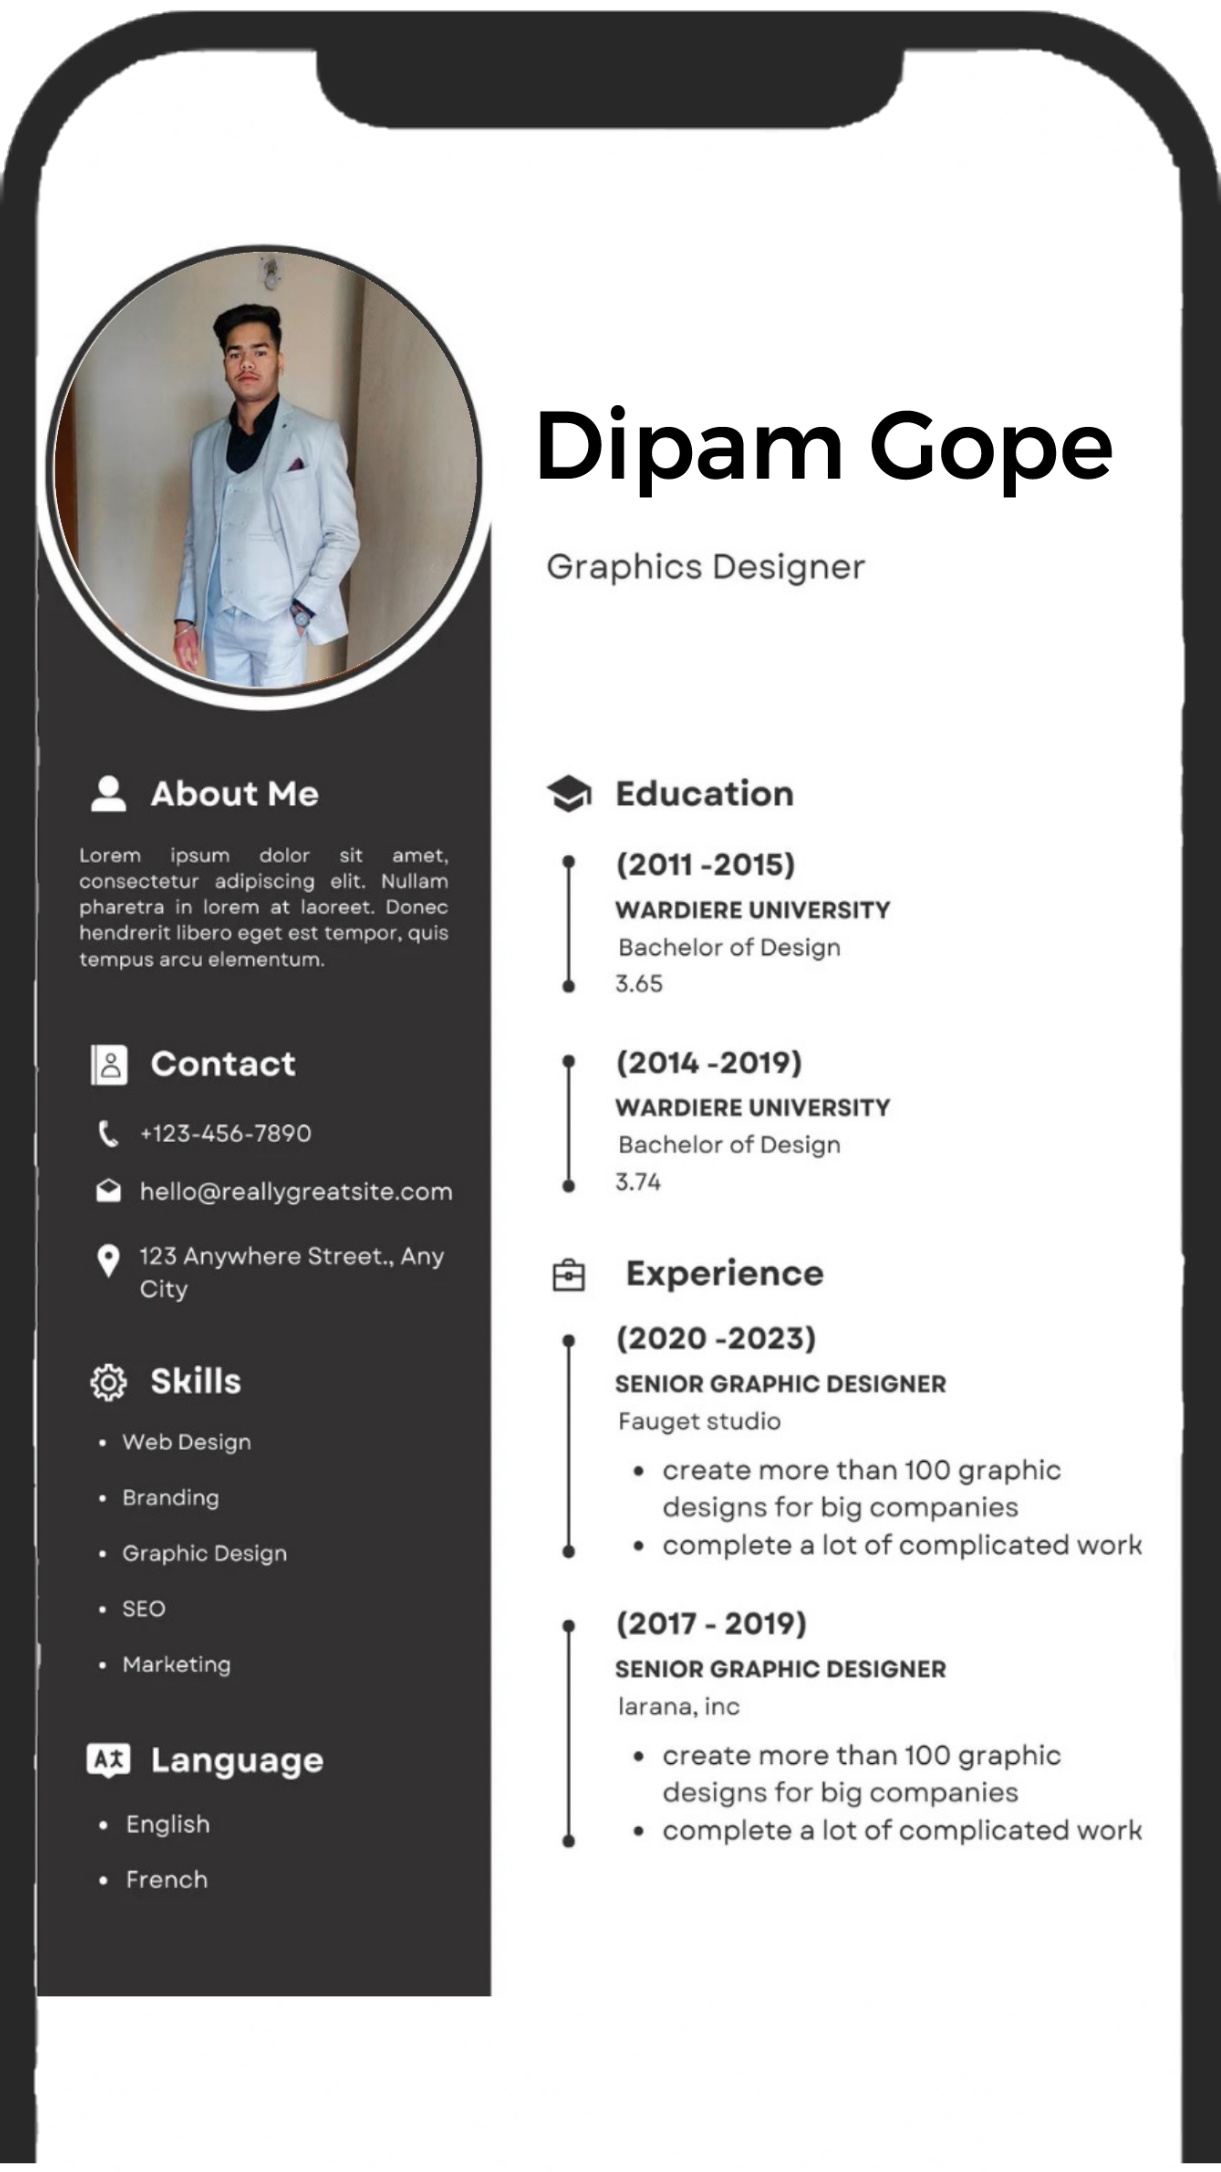 Dipam Gope
Graphics Designer
About Me
Lorem ipsum dolor sit amet,
consectetur adipiscing elit. Nullam
pharetra in lorem at laoreet. Donec
hendrerit libero eget est tempor, quis
tempus arcu elementum.
Contact
+123-456-7890
hello@reallygreatsite.com
123 Anywhere Street., Any
City
Skills
• Web Design
• Branding
• Graphic Design
• SEO
• Marketing
Language
• English
• French
Education
(2011 -2015)
WARDIERE UNIVERSITY
Bachelor of Design
3.65
(2014 -2019)
WARDIERE UNIVERSITY
Bachelor of Design
3.74
Experience
(2020 -2023)
SENIOR GRAPHIC DESIGNER
Fauget studio
• create more than 100 graphic
designs for big companies
• complete a lot of complicated work
(2017 - 2019)
SENIOR GRAPHIC DESIGNER
larana, inc
• create more than 100 graphic
designs for big companies
• complete a lot of complicated work